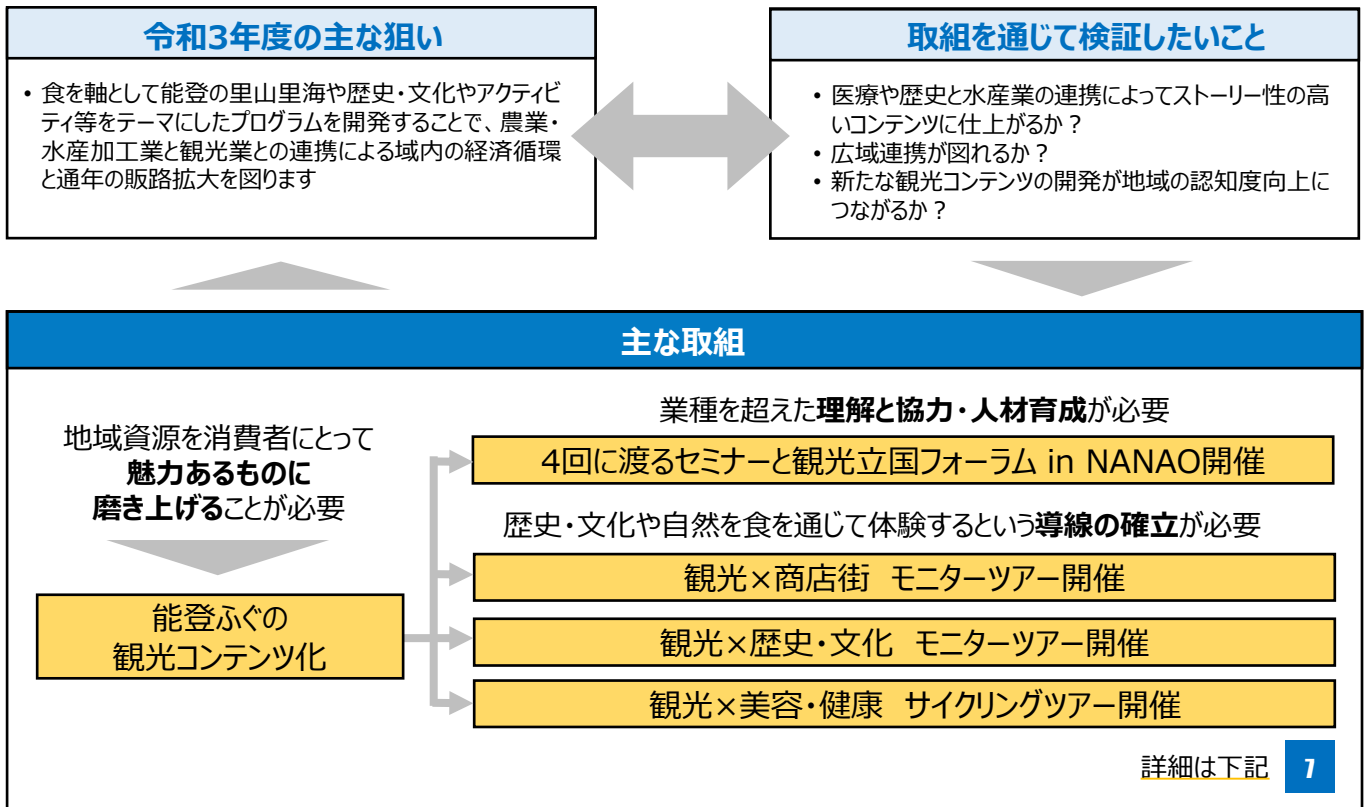 令和3年度の主な狙い
• 食を軸として能登の里山里海や歴史・文化やアクティビ
ティ等をテーマにしたプログラムを開発することで、農業・
水産加工業と観光業との連携による域内の経済循環
と通年の販路拡大を図ります
取組を通じて検証したいこと
• 医療や歴史と水産業の連携によってストーリー性の高
いコンテンツに仕上がるか？
• 広域連携が図れるか？
• 新たな観光コンテンツの開発が地域の認知度向上に
つながるか？
主な取組
地域資源を消費者にとって
魅力あるものに
磨き上げることが必要
能登ふぐの
観光コンテンツ化
業種を超えた理解と協力・人材育成が必要
4回に渡るセミナーと観光立国フォーラム in NANAO開催
歴史・文化や自然を食を通じて体験するという導線の確立が必要
観光×商店街 モニターツアー開催
観光×歴史・文化 モニターツアー開催
観光×美容・健康 サイクリングツアー開催
詳細は下記 1